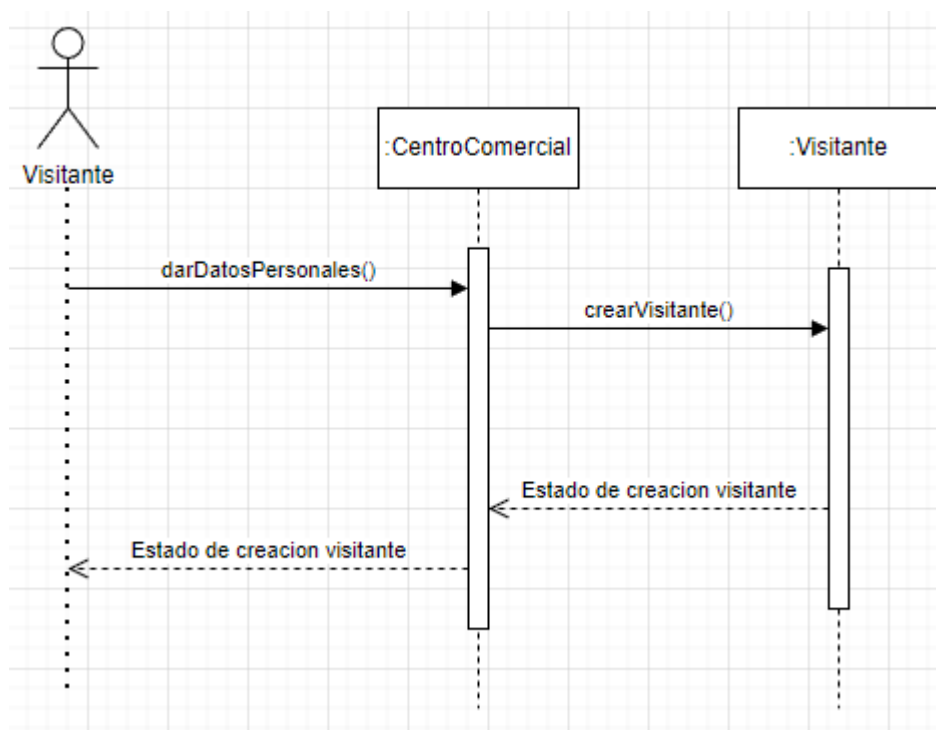 :CentroComercial
:Visitante
Visitante
darDatosPersonales()
crearVisitante()
Estado de creacion visitante
Estado de creacion visitante